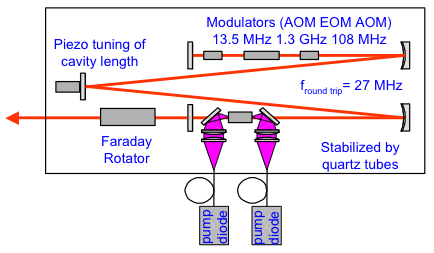 Modulators (AOM EOM AOM)
13.5 MHz 1.3 GHz 108 MHz
Piezo tuning of
cavity length
f round trip = 27 MHz
Faraday
Rotator
Stabilized by
quartz tubes
pump
diode
pump
diode